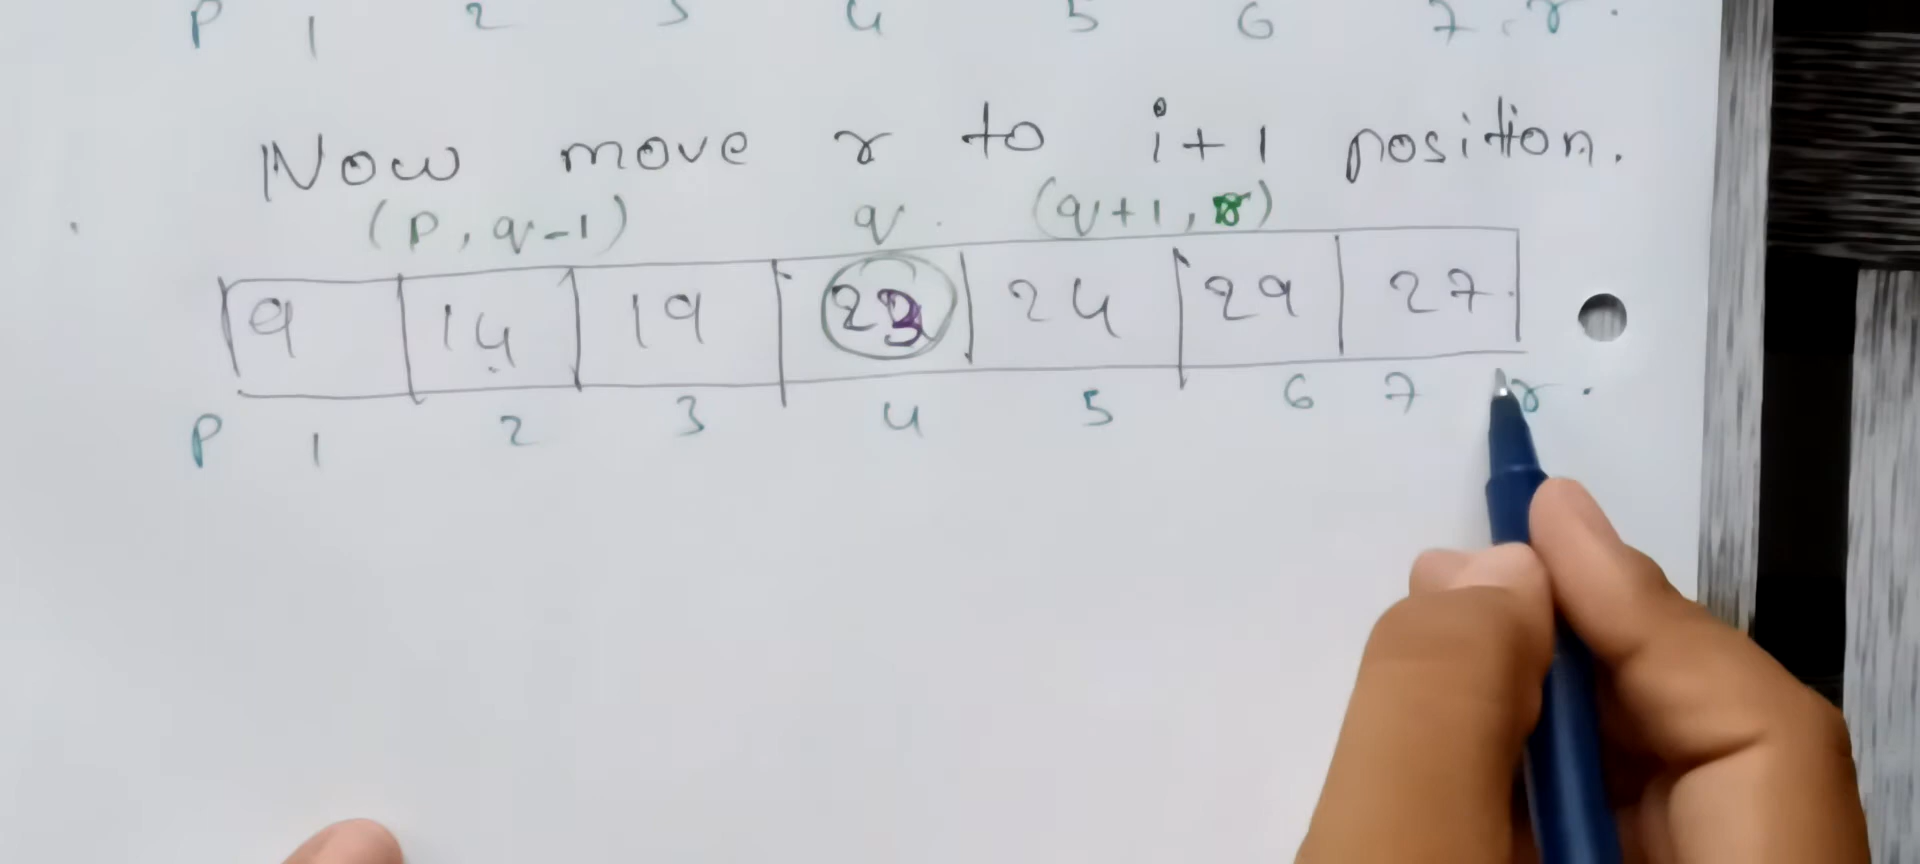 P 1 2 3 4 5 6 7 r.
Now move r to i+1 position.
(P, q-1) q. (q+1, r)
9 14 19 23 24 29 27
P 1 2 3 4 5 6 7 r.